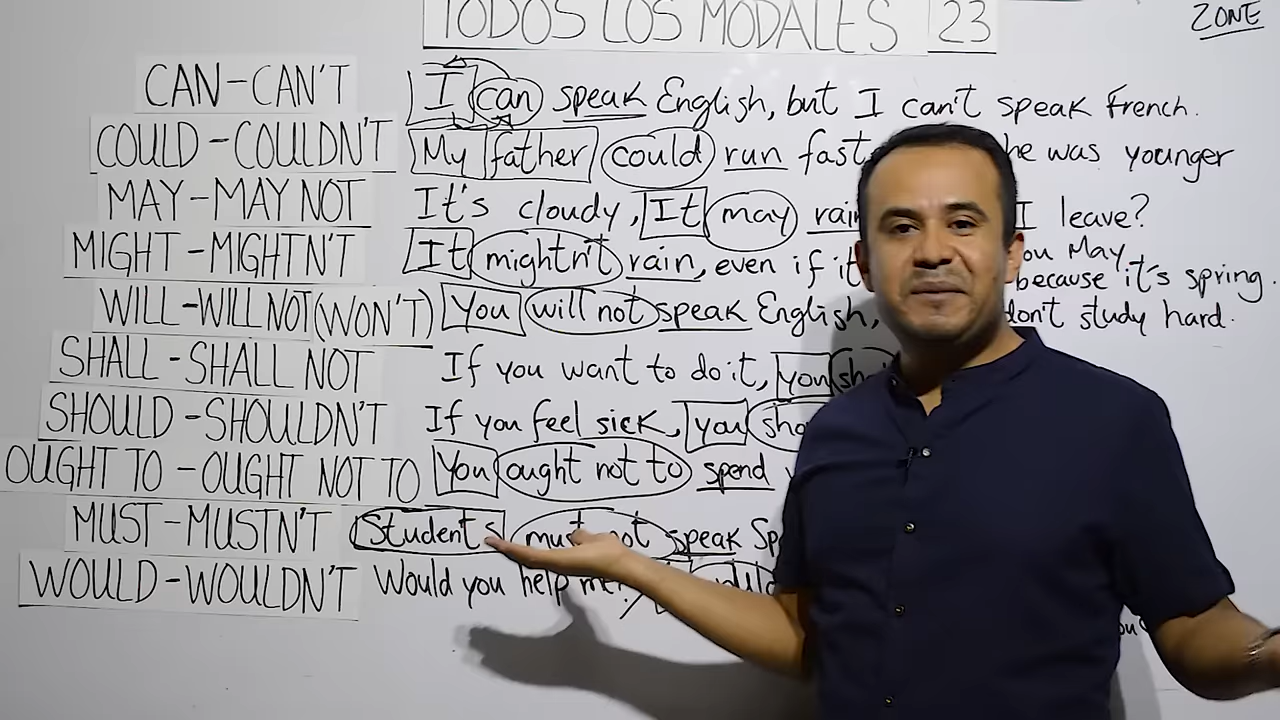 TODOS LOS MODALES 23
ZONE
CAN-CAN'T I can speak English, but I can't speak French.
COULD-COULDN'T My father could run fast he was younger
MAY-MAY NOT It's cloudy, It may rain I leave?
You May
MIGHT-MIGHTN'T It mightn't rain, even if it because it's spring.
WILL-WILL NOT (WON'T) You will not speak English, don't study hard.
SHALL-SHALL NOT If you want to do it, you
SHOULD-SHOULDN'T If you feel sick, you
OUGHT TO-OUGHT NOT TO You ought not to spend
MUST-MUSTN'T Students must not speak
WOULD-WOULDN'T Would you help me?